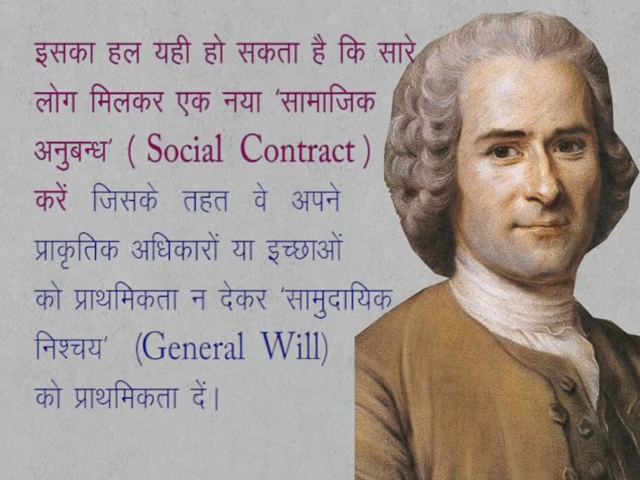 इसका हल यही हो सकता है कि सारे
लोग मिलकर एक नया 'सामाजिक
अनुबन्ध' ( Social Contract )
करें जिसके तहत वे अपने
प्राकृतिक अधिकारों या इच्छाओं
को प्राथमिकता न देकर 'सामुदायिक
निश्चय' (General Will)
को प्राथमिकता दें।